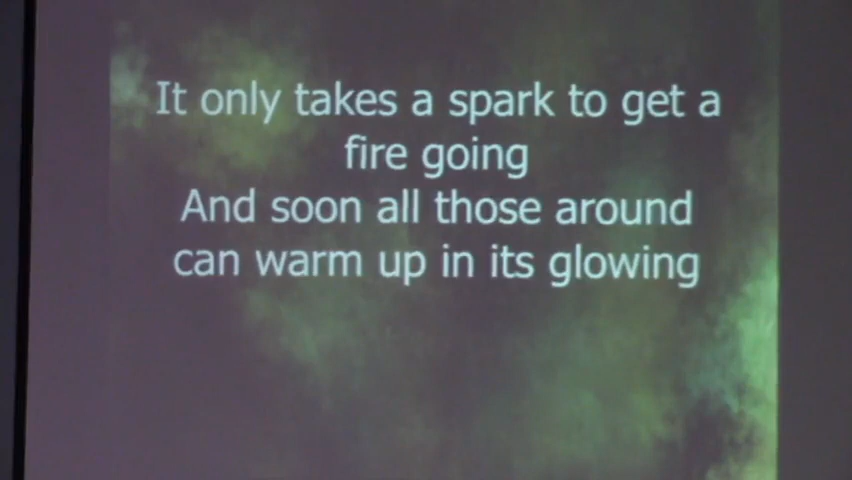 It only takes a spark to get a
fire going
And soon all those around
can warm up in its glowing